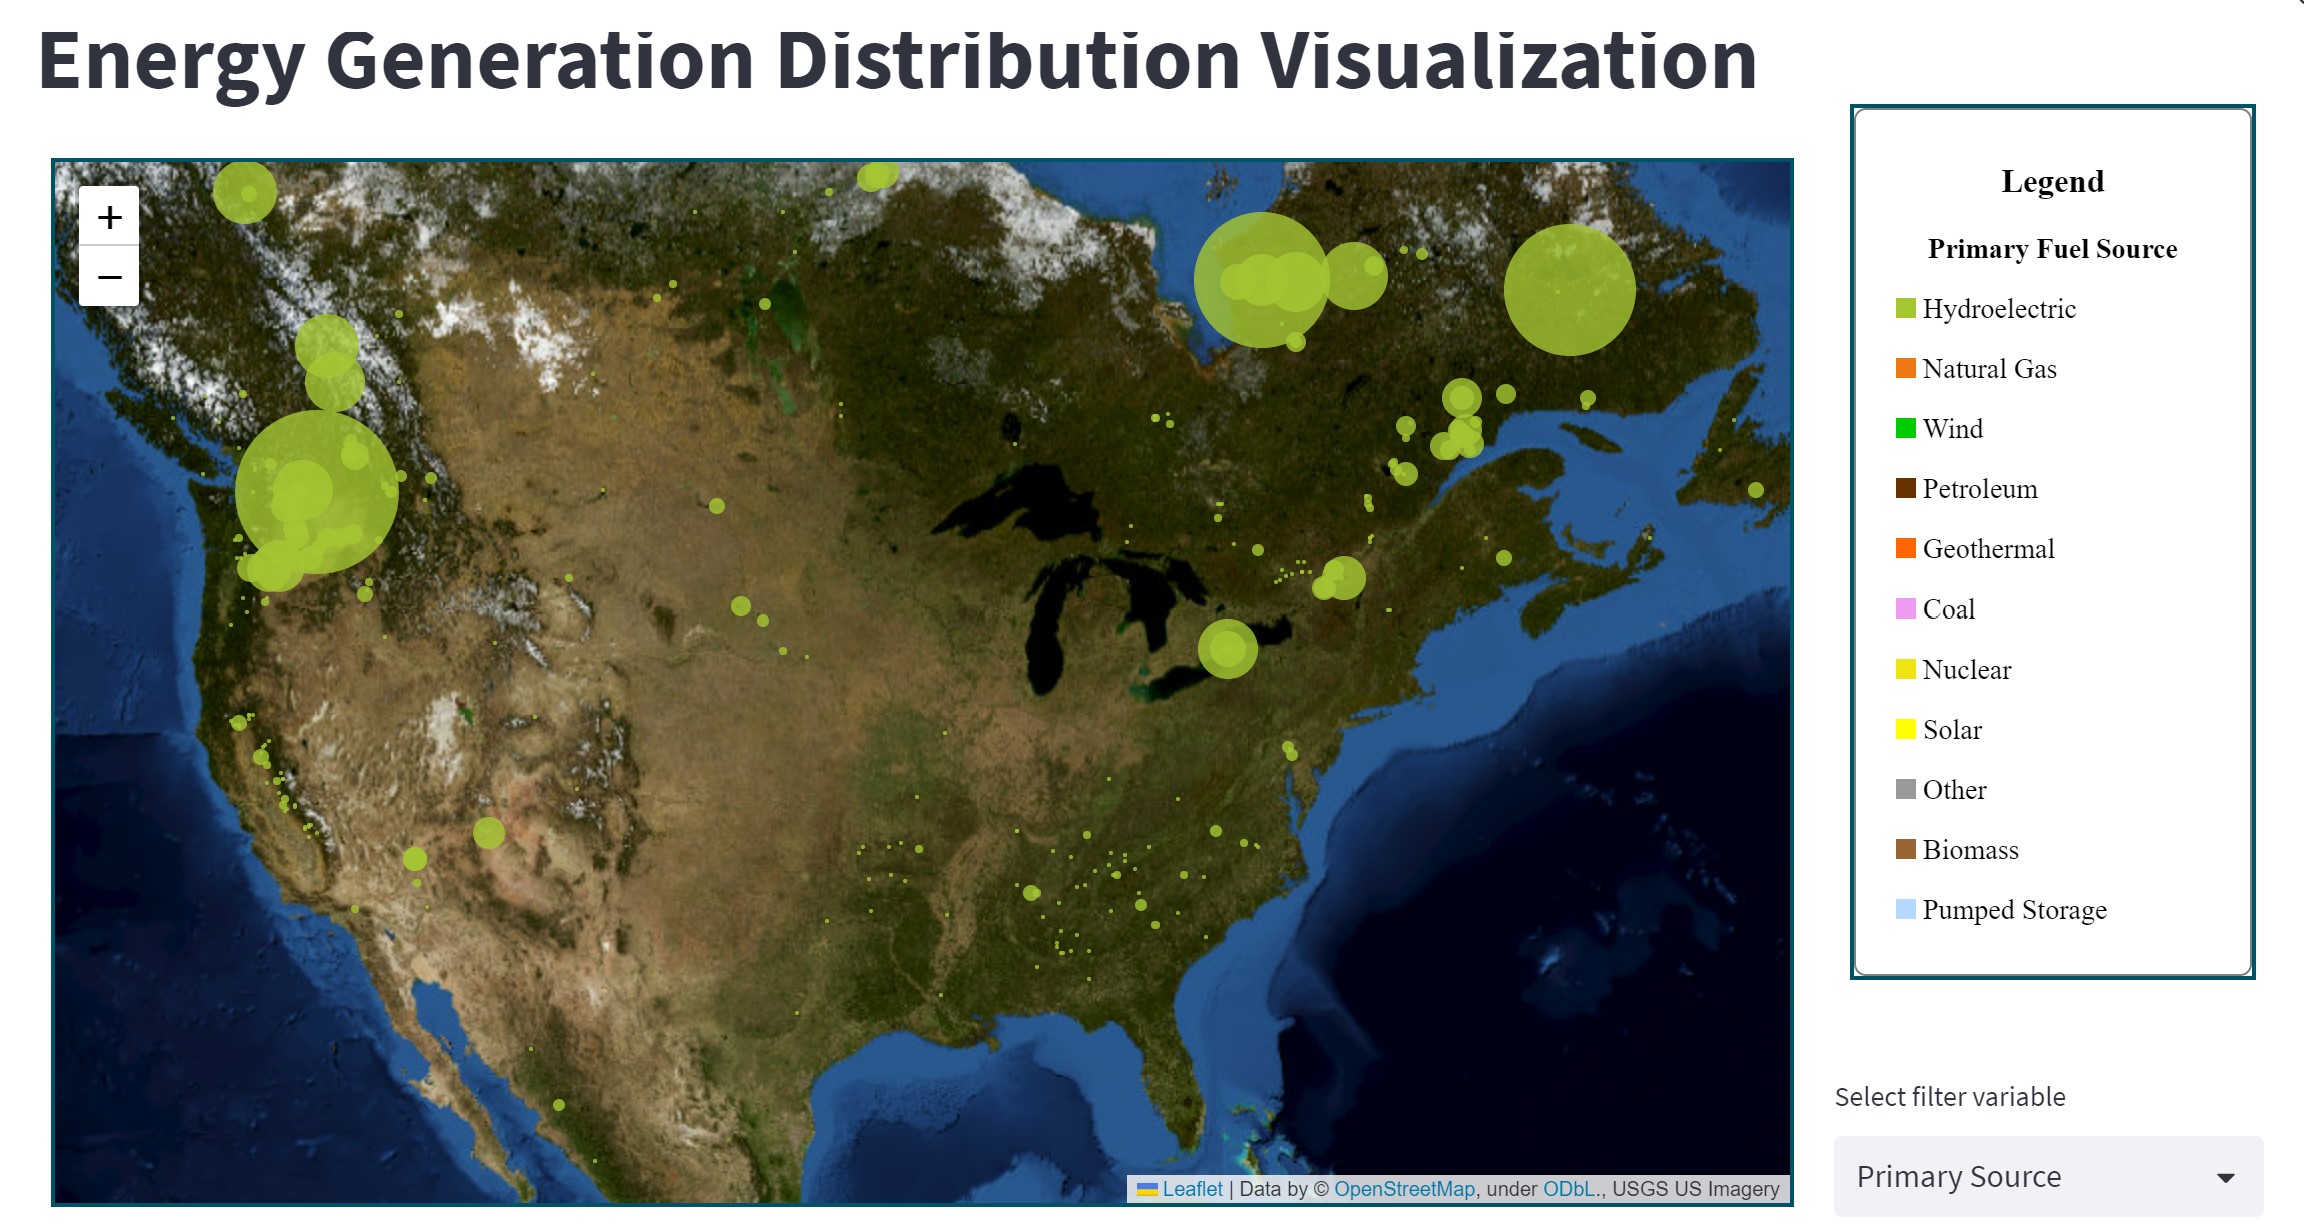 Energy Generation Distribution Visualization
+
−
Legend
Primary Fuel Source
Hydroelectric
Natural Gas
Wind
Petroleum
Geothermal
Coal
Nuclear
Solar
Other
Biomass
Pumped Storage
Select filter variable
Primary Source
Leaflet | Data by © OpenStreetMap, under ODbL., USGS US Imagery